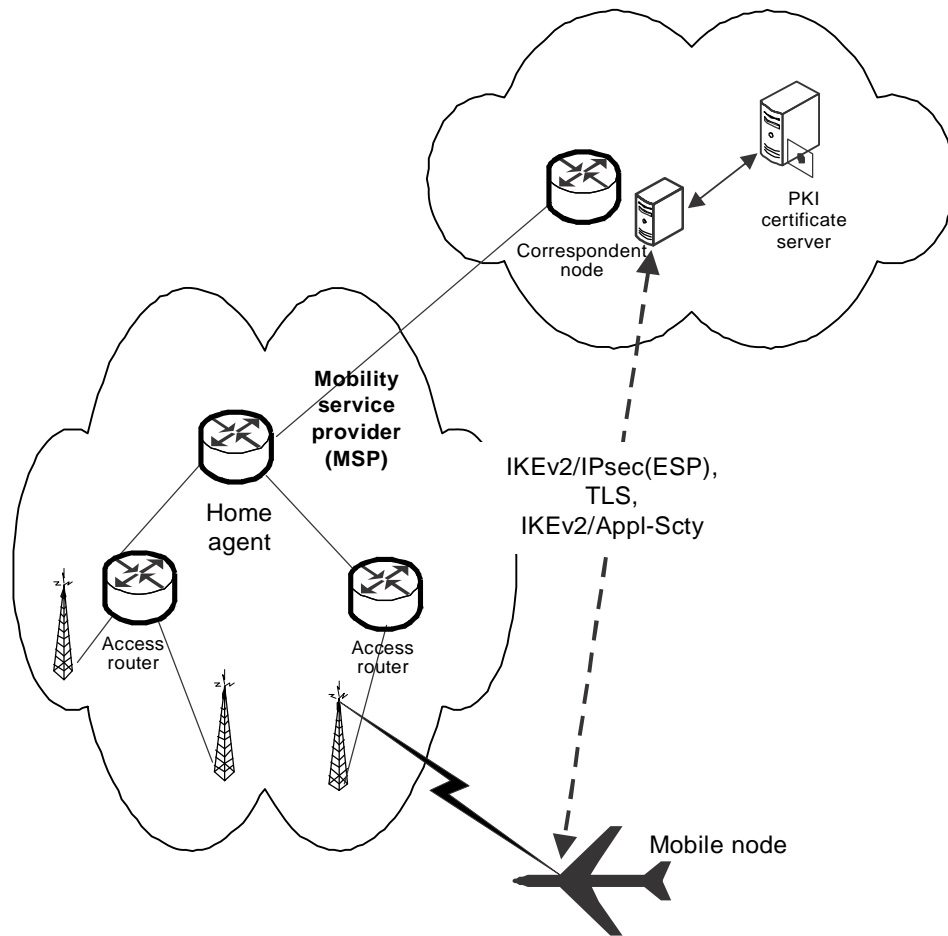 PKI
certificate
server
Correspondent
node
Mobility
service
provider
(MSP)
IKEv2/IPsec(ESP),
TLS,
IKEv2/Appl-Scty
Home
agent
Access
router
Access
router
Mobile node